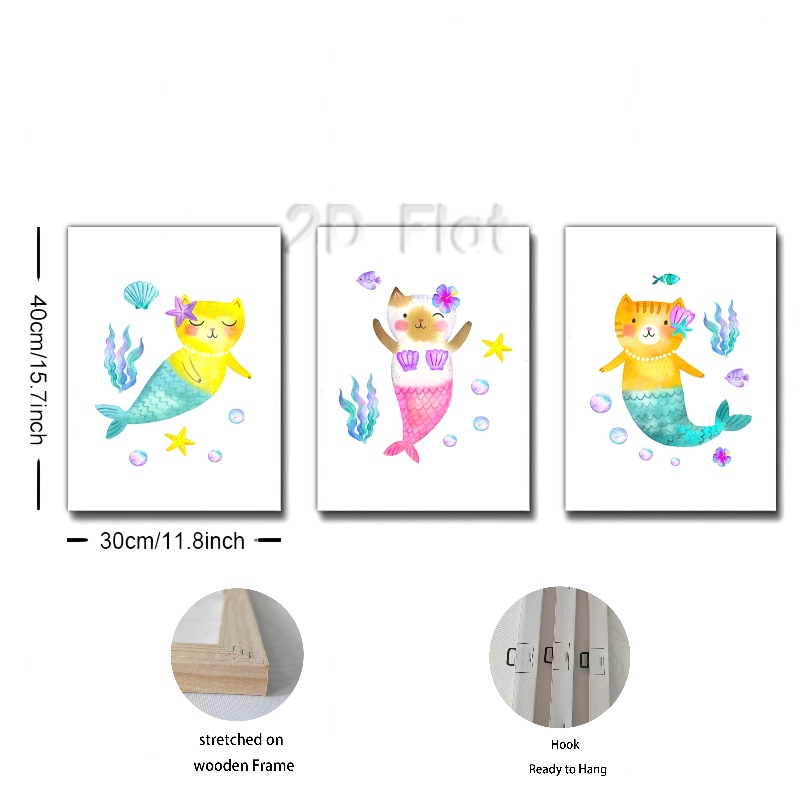 2D Flat
40cm/15.7inch
30cm/11.8inch
stretched on
wooden Frame
Hook
Ready to Hang